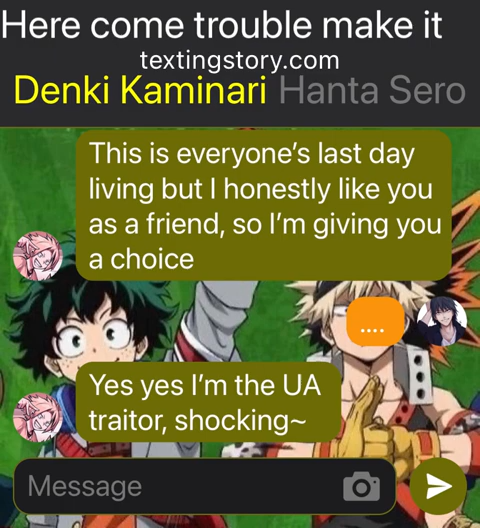 Here come trouble make it
textingstory.com
Denki Kaminari Hanta Sero
This is everyone’s last day
living but I honestly like you
as a friend, so I’m giving you
a choice
....
Yes yes I’m the UA
traitor, shocking~
Message